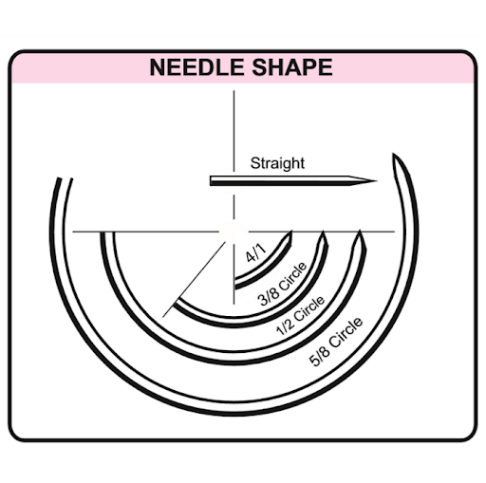 NEEDLE SHAPE
Straight
4/1
3/8 Circle
1/2 Circle
5/8 Circle